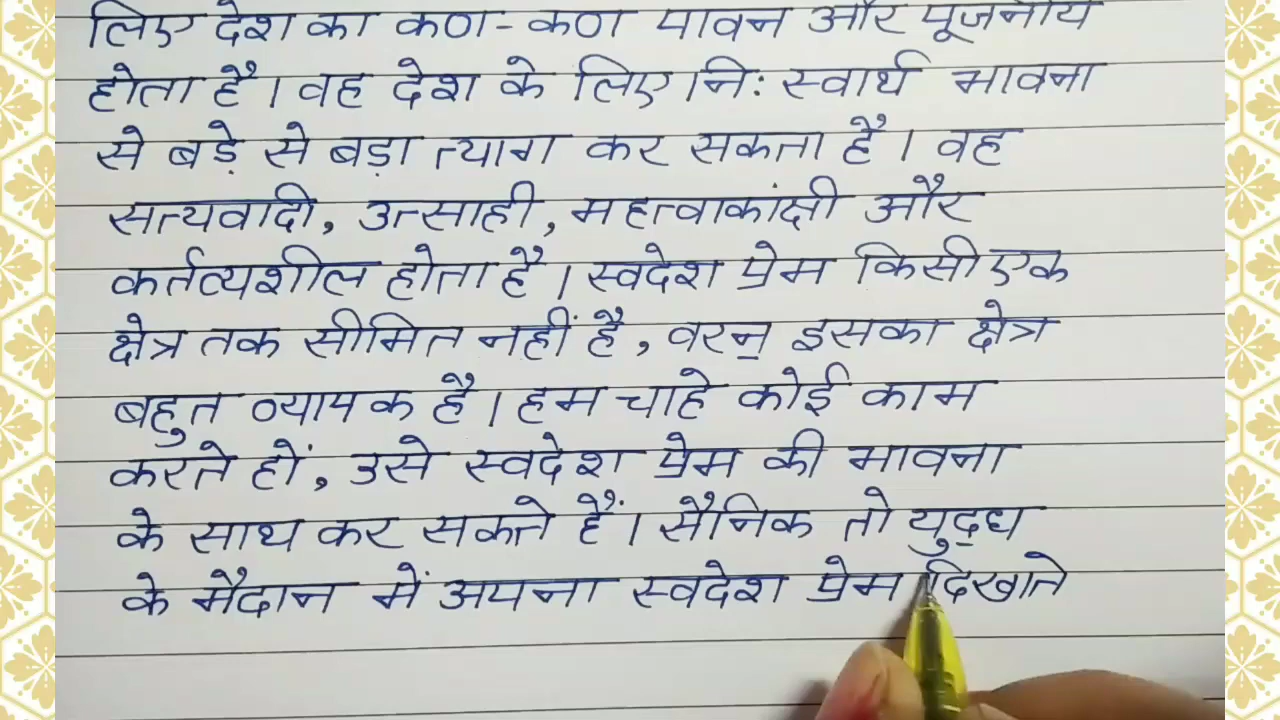 लिए देश का कण-कण पावन और पूजनीय
होता है। वह देश के लिए नि: स्वार्थ भावना
से बड़े से बड़ा त्याग कर सकता है। वह
सत्यवादी, उत्साही, महत्वाकांक्षी और
कर्तव्यशील होता है। स्वदेश प्रेम किसी एक
क्षेत्र तक सीमित नहीं है, वरन् इसका क्षेत्र
बहुत व्यापक है। हम चाहे कोई काम
करते हों, उसे स्वदेश प्रेम की भावना
के साथ कर सकते हैं। सैनिक तो युद्ध
के मैदान में अपना स्वदेश प्रेम दिखाते